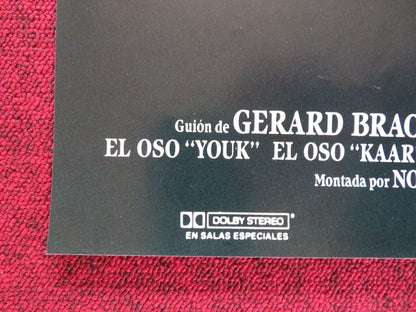 Guión de GERARD BRAC
EL OSO "YOUK" EL OSO "KAAR
Montada por NO
DOLBY STEREO
EN SALAS ESPECIALES